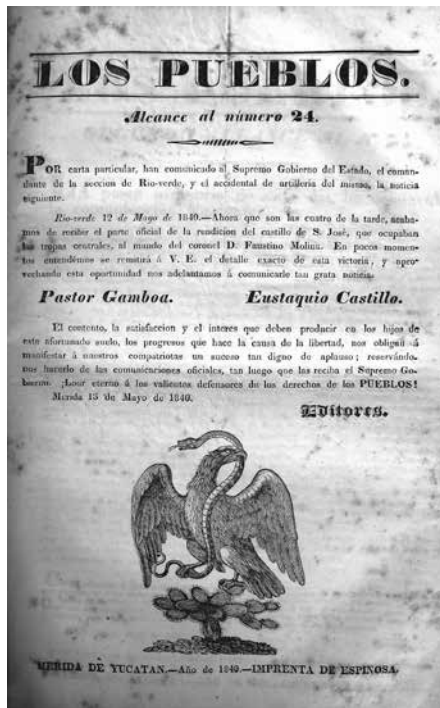 LOS PUEBLOS.
Alcance al número 24.
POR carta particular, han comunicado al Supremo Gobierno del Estado, el coman-
dante de la seccion de Rio-verde, y el accidental de artilleria del mismo, la noticia
siguiente.
Rio-verde 12 de Mayo de 1840.—Ahora que son las cuatro de la tarde, acaba-
mos de recibir el parte oficial de la rendicion del castillo de S. José, que ocupaban
las tropas centrales, al mando del coronel D. Faustino Molina. En pocos momen-
tos entendémos se remitirá á V. E. el detalle exacto de esta victoria, y apro-
vechando esta oportunidad nos adelantamos á comunicarle tan grata noticia.
Pastor Gamboa. Eustaquio Castillo.
El contento, la satisfaccion y el interes que deben producir en los hijos de
este afortunado suelo, los progresos que hace la causa de la libertad, nos obligan á
manifestar á nuestros compatriotas un suceso tan digno de aplauso; reservándo-
nos hacerlo de las comunicaciones oficiales, tan luego que las reciba el Supremo Go-
bierno. ¡Loor eterno á los valientes defensores de los derechos de los PUEBLOS!
Merida 15 de Mayo de 1840.
Editores.
MERIDA DE YUCATAN.—Año de 1840.—IMPRENTA DE ESPINOSA.